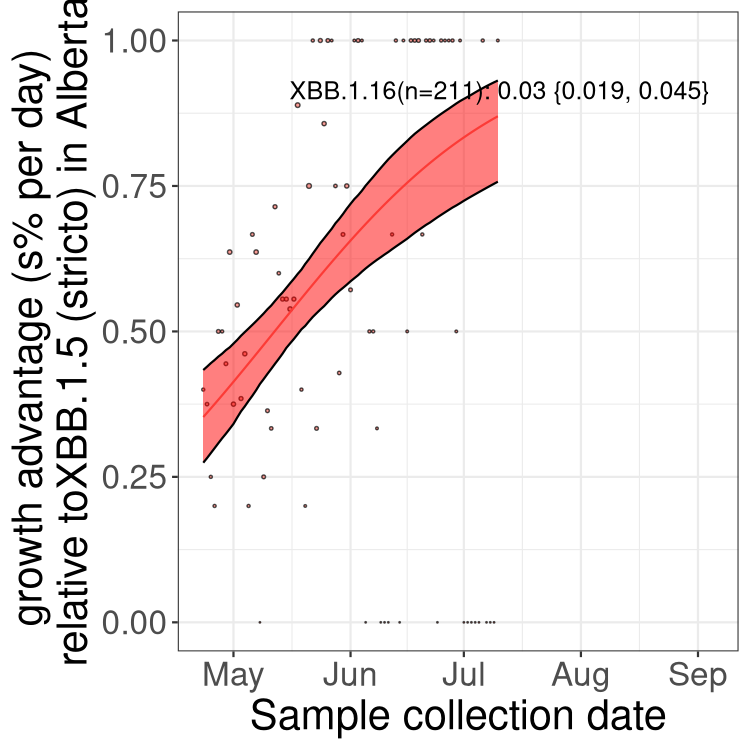 growth advantage (s% per day)
relative toXBB.1.5 (stricto) in Alberta
1.00
0.75
0.50
0.25
0.00
XBB.1.16(n=211): 0.03 {0.019, 0.045}
May Jun Jul Aug Sep
Sample collection date